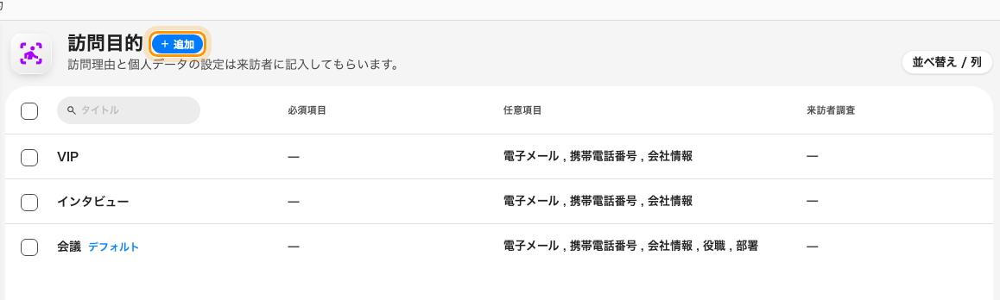 訪問目的 + 追加
訪問理由と個人データの設定は来訪者に記入してもらいます。
並べ替え / 列
タイトル 必須項目 任意項目 来訪者調査
VIP — 電子メール , 携帯電話番号 , 会社情報 —
インタビュー — 電子メール , 携帯電話番号 , 会社情報 —
会議 デフォルト — 電子メール , 携帯電話番号 , 会社情報 , 役職 , 部署 —